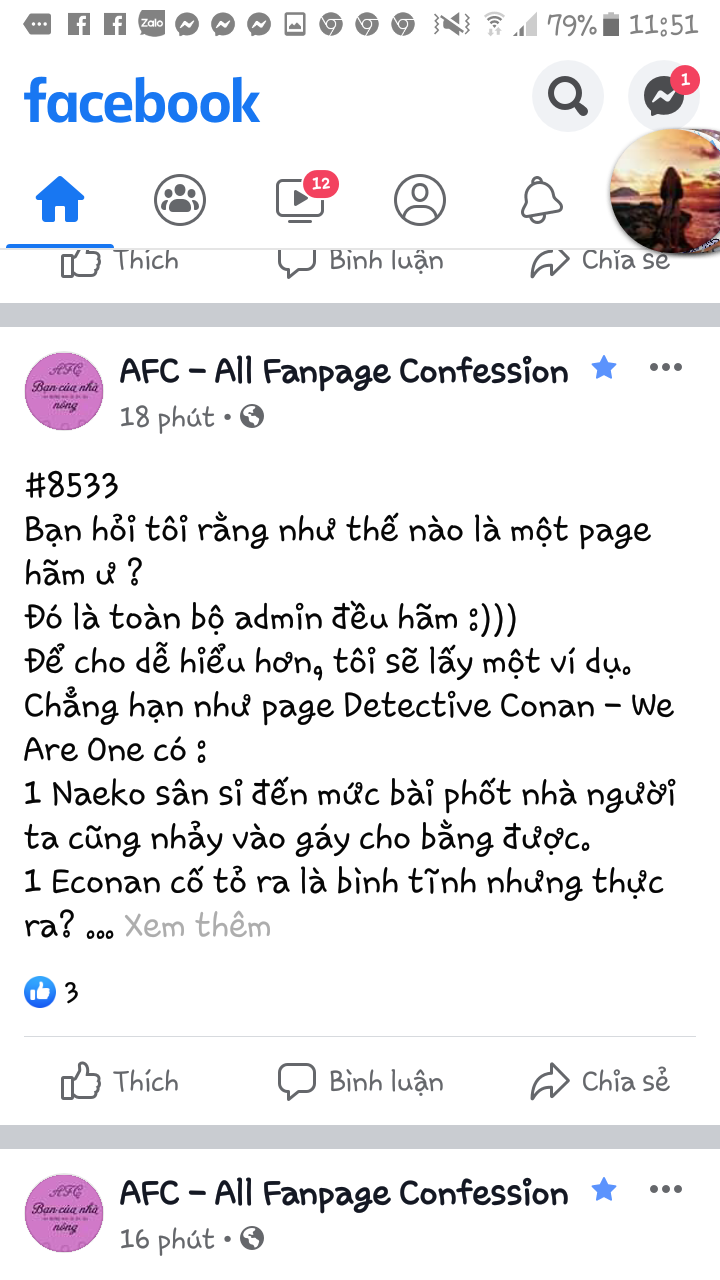 Zalo 79% 11:51
facebook
1
12
Thích Bình luận Chia sẻ
AFC – All Fanpage Confession
18 phút •
AFC
Bạn của nhà
nông
#8533
Bạn hỏi tôi rằng như thế nào là một page
hãm ư ?
Đó là toàn bộ admin đều hãm :)))
Để cho dễ hiểu hơn, tôi sẽ lấy một ví dụ.
Chẳng hạn như page Detective Conan – We
Are One có :
1 Naeko sân si đến mức bài phốt nhà người
ta cũng nhảy vào gáy cho bằng được.
1 Econan cố tỏ ra là bình tĩnh nhưng thực
ra? ... Xem thêm
3
Thích Bình luận Chia sẻ
AFC – All Fanpage Confession
16 phút •
AFC
Bạn của nhà
nông